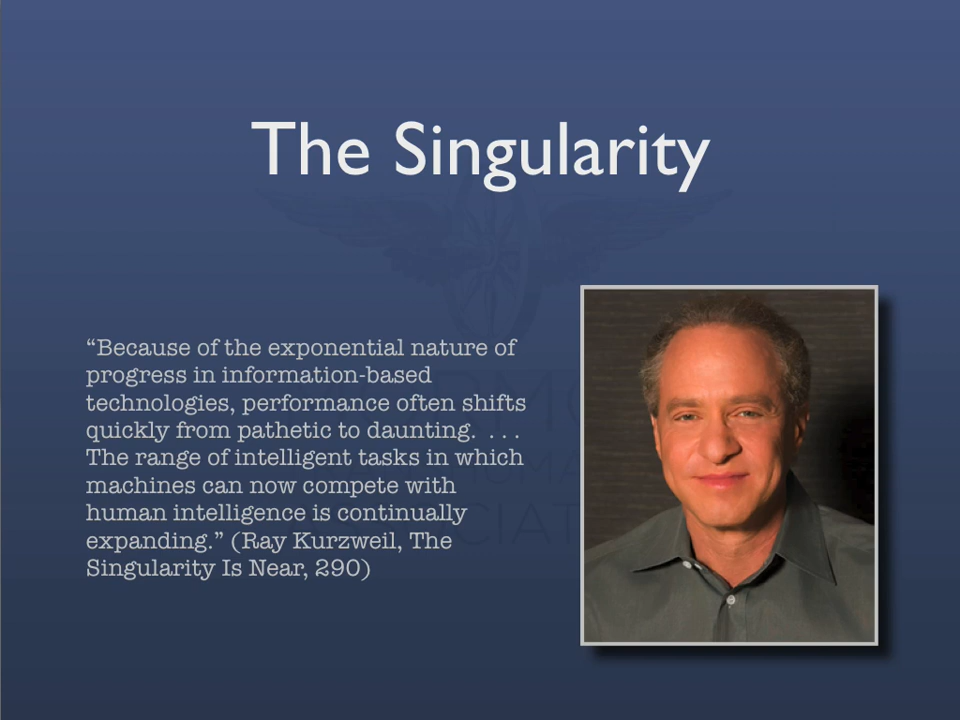 The Singularity
“Because of the exponential nature of
progress in information-based
technologies, performance often shifts
quickly from pathetic to daunting.  . . .
The range of intelligent tasks in which
machines can now compete with
human intelligence is continually
expanding.” (Ray Kurzweil, The
Singularity Is Near, 290)